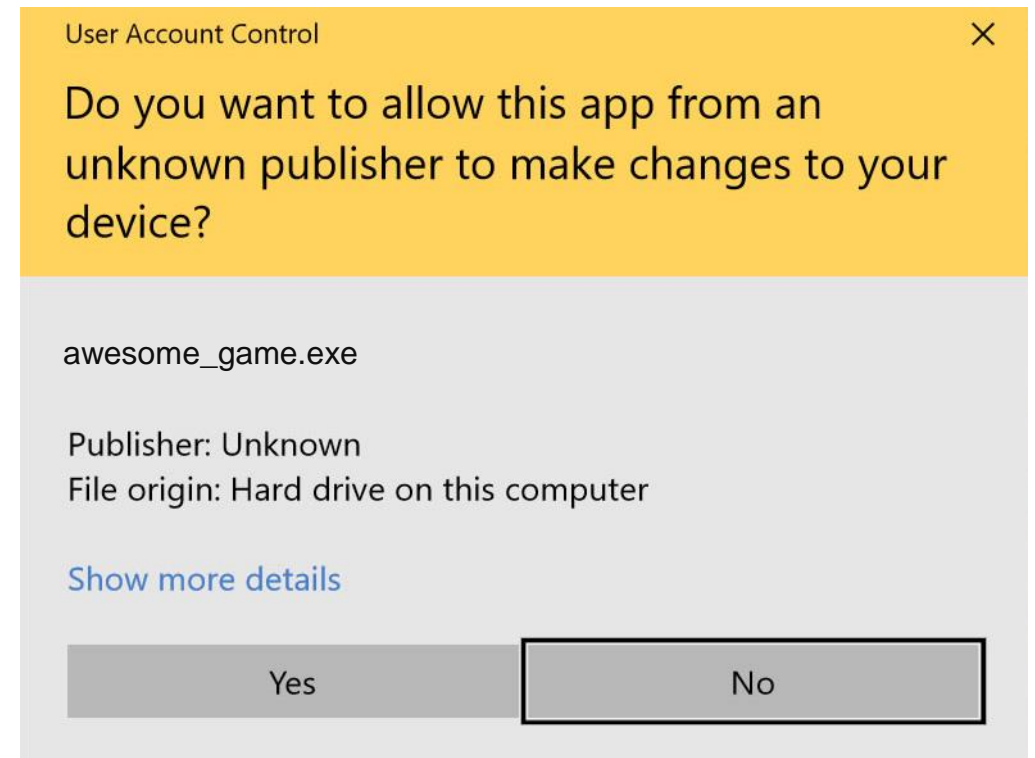 User Account Control
Do you want to allow this app from an
unknown publisher to make changes to your
device?
awesome_game.exe
Publisher: Unknown
File origin: Hard drive on this computer
Show more details
Yes
No